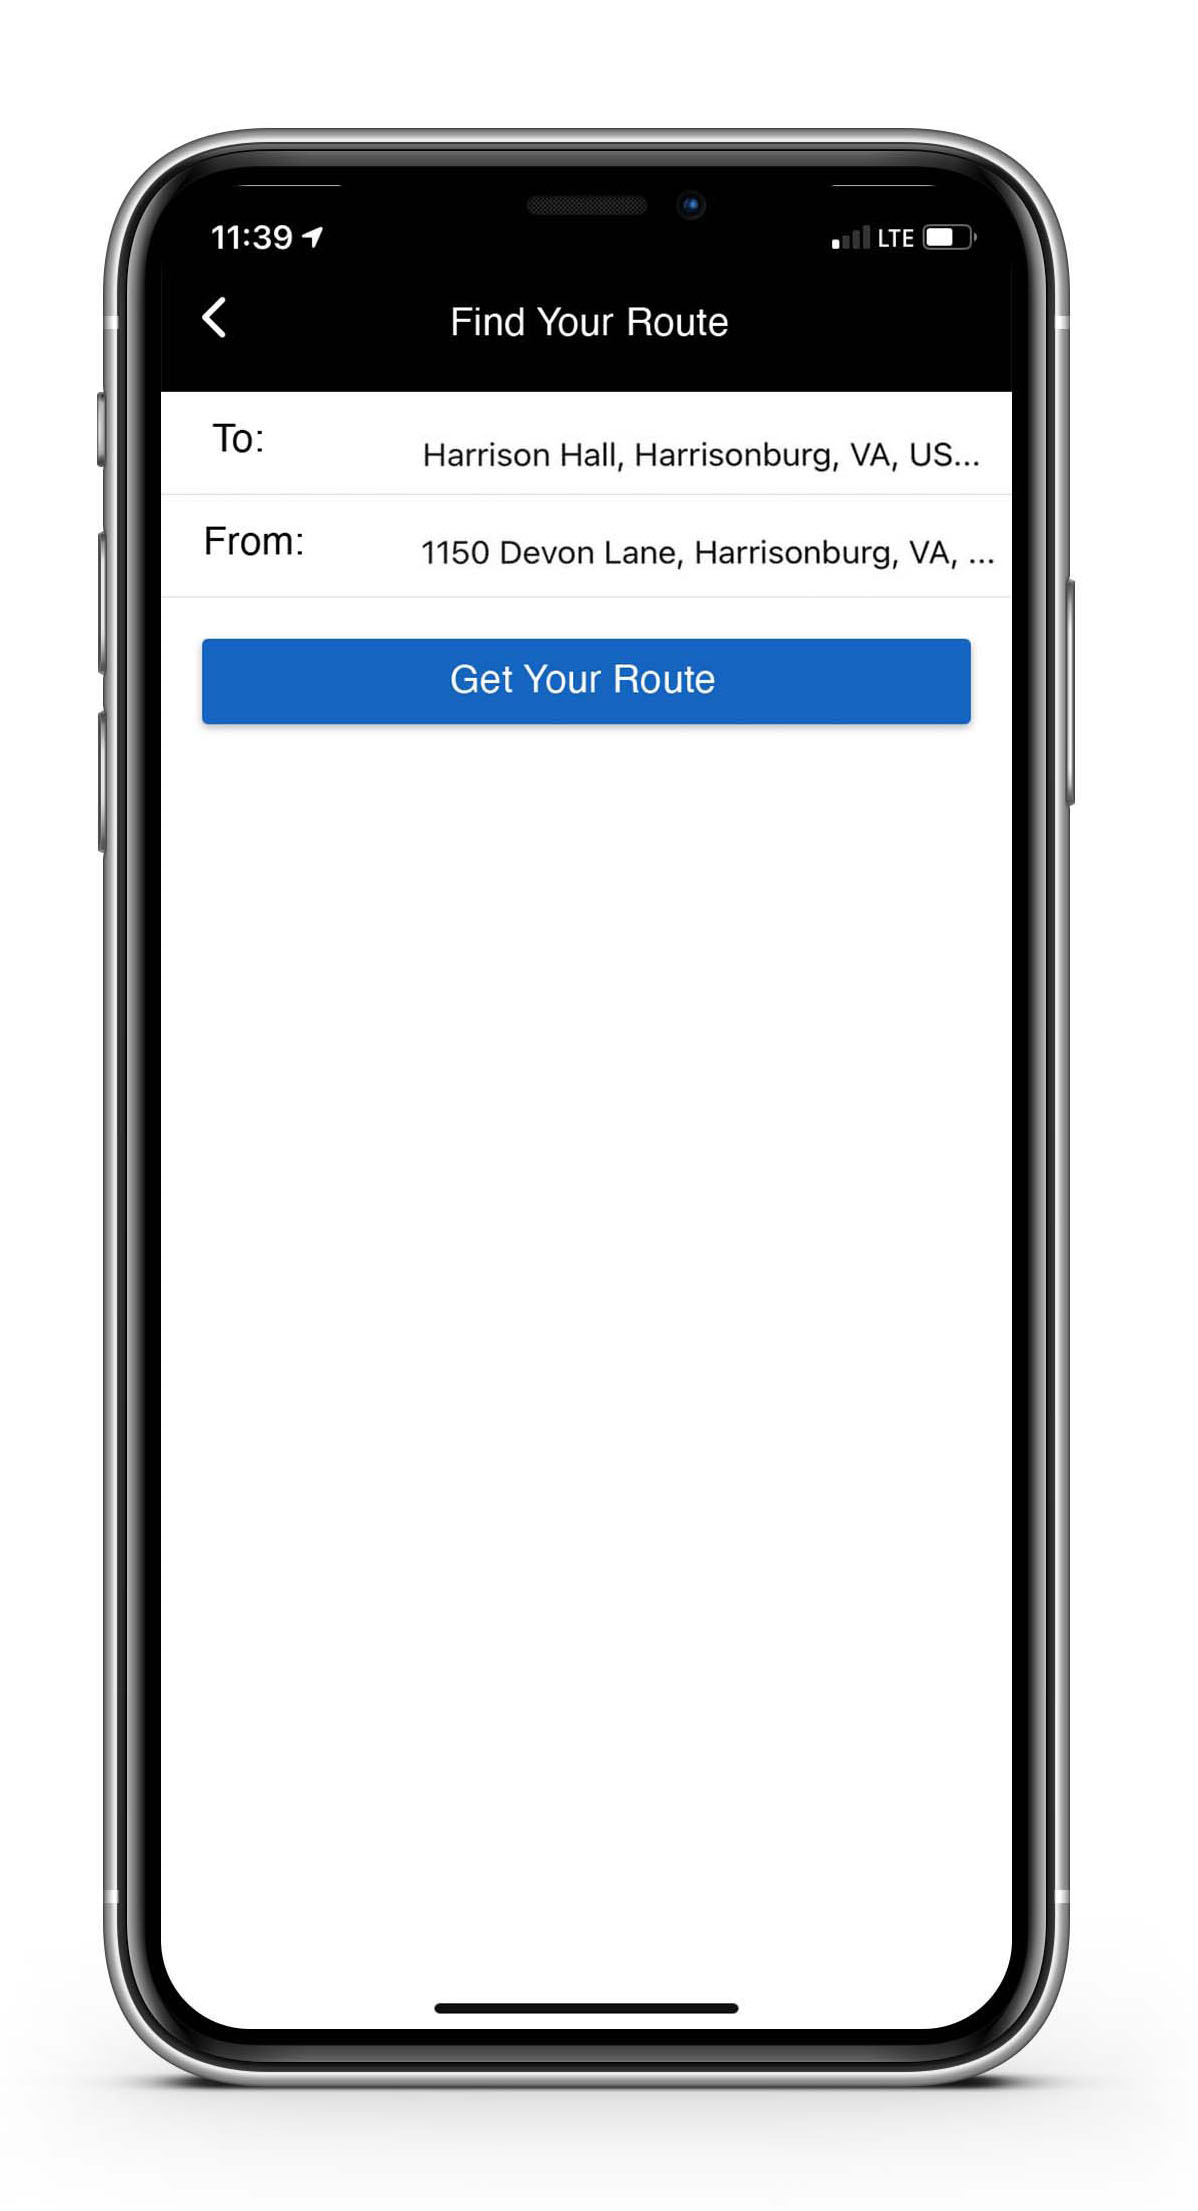 11:39 LTE
Find Your Route
To: Harrison Hall, Harrisonburg, VA, US...
From: 1150 Devon Lane, Harrisonburg, VA, ...
Get Your Route